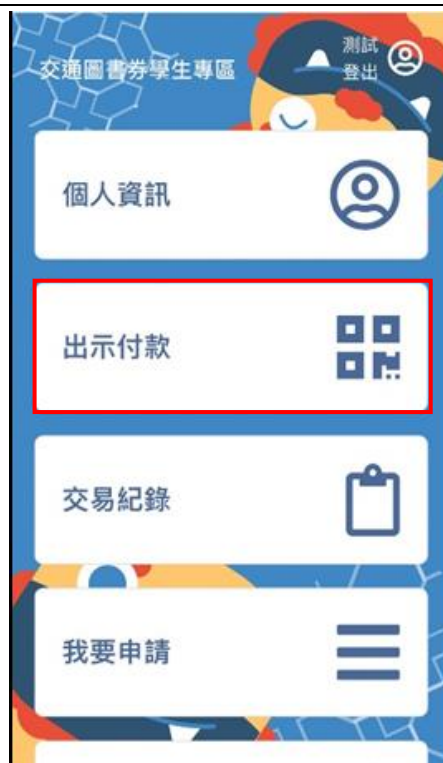 交通圖書券學生專區
測試
登出
個人資訊
出示付款
交易紀錄
我要申請